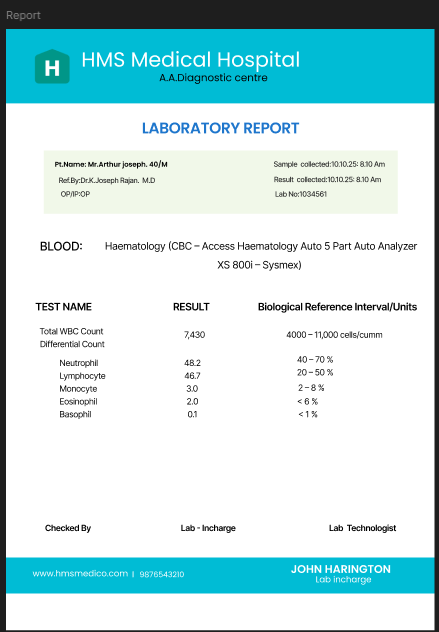 Report
H
HMS Medical Hospital
A.A.Diagnostic centre
LABORATORY REPORT
Pt.Name: Mr.Arthur joseph. 40/M Sample collected:10.10.25: 8.10 Am
Ref.By:Dr.K.Joseph Rajan. M.D Result collected:10.10.25: 8.10 Am
OP/IP:OP Lab No:1034561
BLOOD: Haematology (CBC – Access Haematology Auto 5 Part Auto Analyzer
XS 800i – Sysmex)
TEST NAME RESULT Biological Reference Interval/Units
Total WBC Count 7,430 4000 – 11,000 cells/cumm
Differential Count
Neutrophil 48.2 40 – 70 %
Lymphocyte 46.7 20 – 50 %
Monocyte 3.0 2 – 8 %
Eosinophil 2.0 < 6 %
Basophil 0.1 < 1 %
Checked By Lab - Incharge Lab Technologist
www.hmsmedico.com | 9876543210 JOHN HARINGTON
Lab incharge